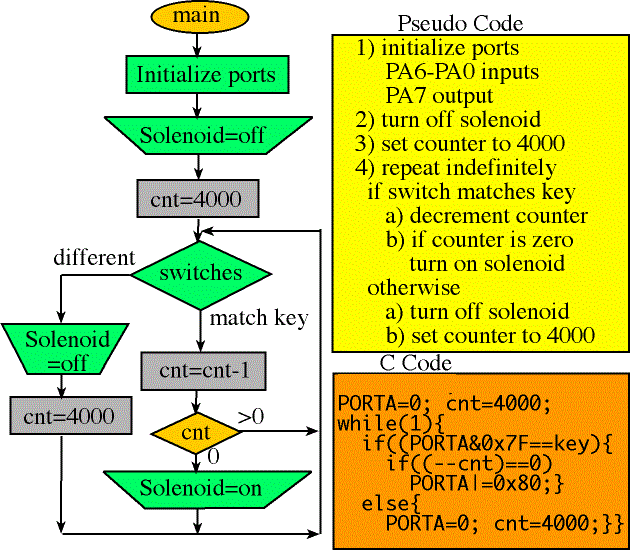 main
Initialize ports
Solenoid=off
cnt=4000
switches
different
match key
Solenoid
=off
cnt=4000
cnt=cnt-1
cnt
>0
0
Solenoid=on
Pseudo Code
1) initialize ports
PA6-PA0 inputs
PA7 output
2) turn off solenoid
3) set counter to 4000
4) repeat indefinitely
if switch matches key
a) decrement counter
b) if counter is zero
turn on solenoid
otherwise
a) turn off solenoid
b) set counter to 4000
C Code
PORTA=0; cnt=4000;
while(1){
if((PORTA&0x7F==key){
if((--cnt)==0)
PORTA|=0x80;}
else{
PORTA=0; cnt=4000;}}